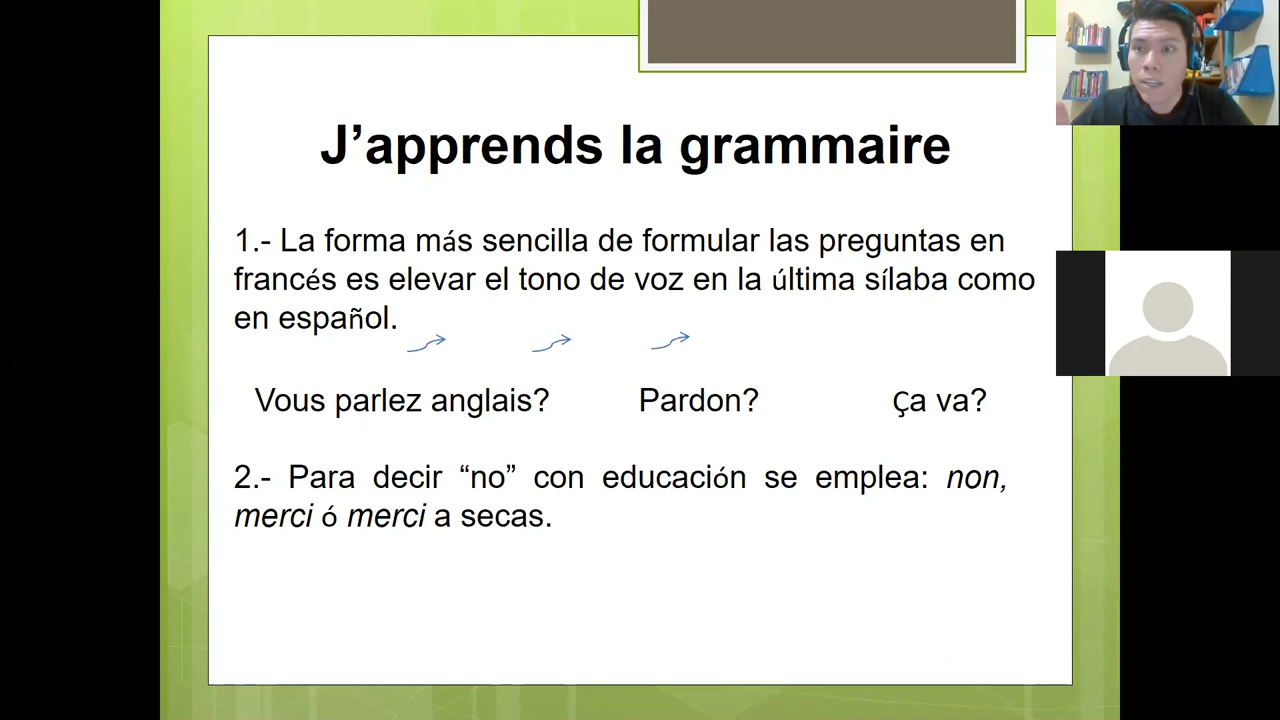 J’apprends la grammaire
1.- La forma más sencilla de formular las preguntas en
francés es elevar el tono de voz en la última sílaba como
en español.
Vous parlez anglais? Pardon? Ça va?
2.- Para decir “no” con educación se emplea: non,
merci ó merci a secas.